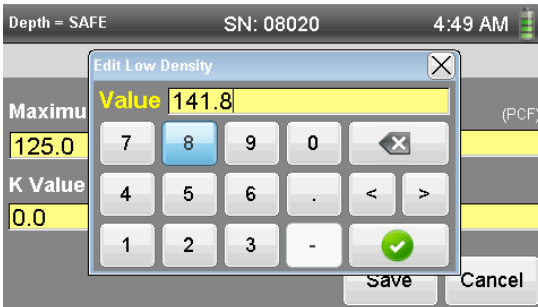 Depth = SAFE SN: 08020 4:49 AM
Edit Low Density
Value 141.8
Maximu (PCF)
125.0
K Value
0.0
7 8 9 0
4 5 6 . < >
1 2 3 -
Save Cancel